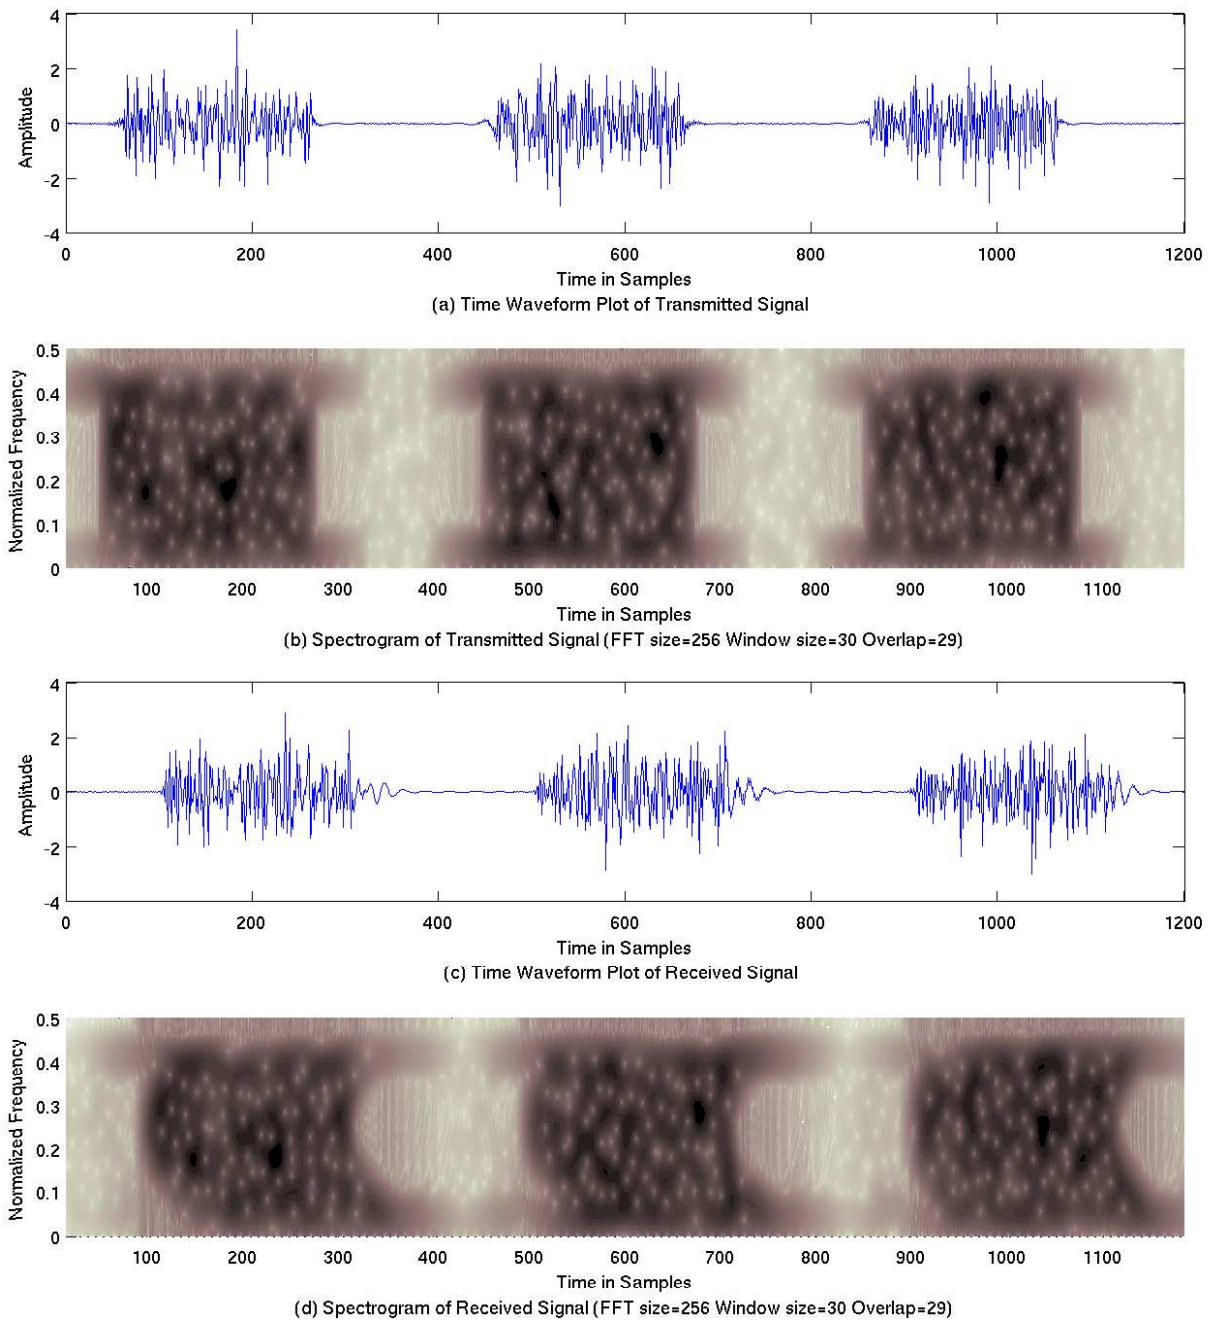 4
2
0
-2
-4
Amplitude
0 200 400 600 800 1000 1200
Time in Samples
(a) Time Waveform Plot of Transmitted Signal
0.5
0.4
0.3
0.2
0.1
0
Normalized Frequency
100 200 300 400 500 600 700 800 900 1000 1100
Time in Samples
(b) Spectrogram of Transmitted Signal (FFT size=256 Window size=30 Overlap=29)
4
2
0
-2
-4
Amplitude
0 200 400 600 800 1000 1200
Time in Samples
(c) Time Waveform Plot of Received Signal
0.5
0.4
0.3
0.2
0.1
0
Normalized Frequency
100 200 300 400 500 600 700 800 900 1000 1100
Time in Samples
(d) Spectrogram of Received Signal (FFT size=256 Window size=30 Overlap=29)